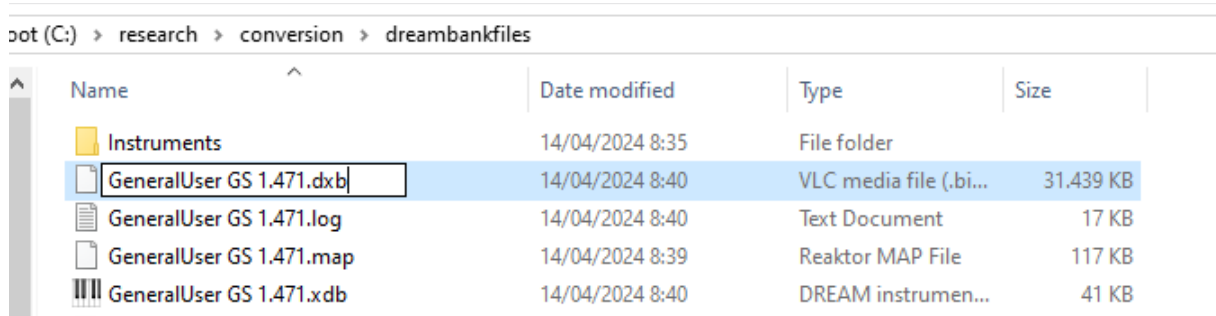 oot (C:) > research > conversion > dreambankfiles
Name Date modified Type Size
Instruments 14/04/2024 8:35 File folder
GeneralUser GS 1.471.dxb 14/04/2024 8:40 VLC media file (.bi... 31.439 KB
GeneralUser GS 1.471.log 14/04/2024 8:40 Text Document 17 KB
GeneralUser GS 1.471.map 14/04/2024 8:39 Reaktor MAP File 117 KB
GeneralUser GS 1.471.xdb 14/04/2024 8:40 DREAM instrumen... 41 KB